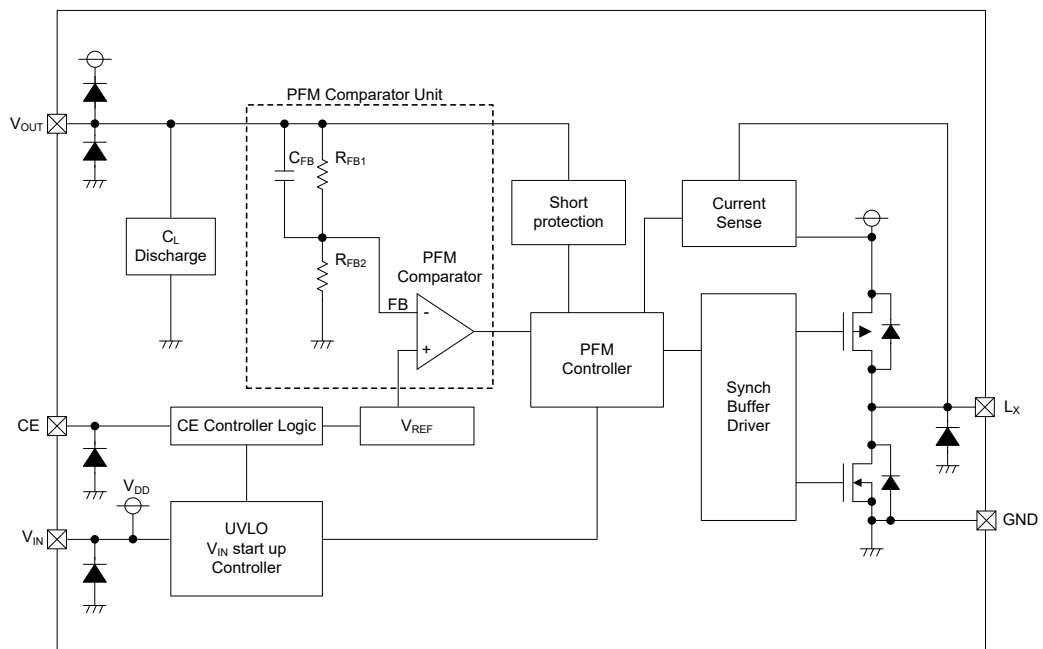 PFM Comparator Unit
VOUT
CFB
RFB1
Short
protection
Current
Sense
CL
Discharge
RFB2
PFM
Comparator
FB
-
+
PFM
Controller
Synch
Buffer
Driver
LX
CE
CE Controller Logic
VREF
VDD
VIN
UVLO
VIN start up
Controller
GND